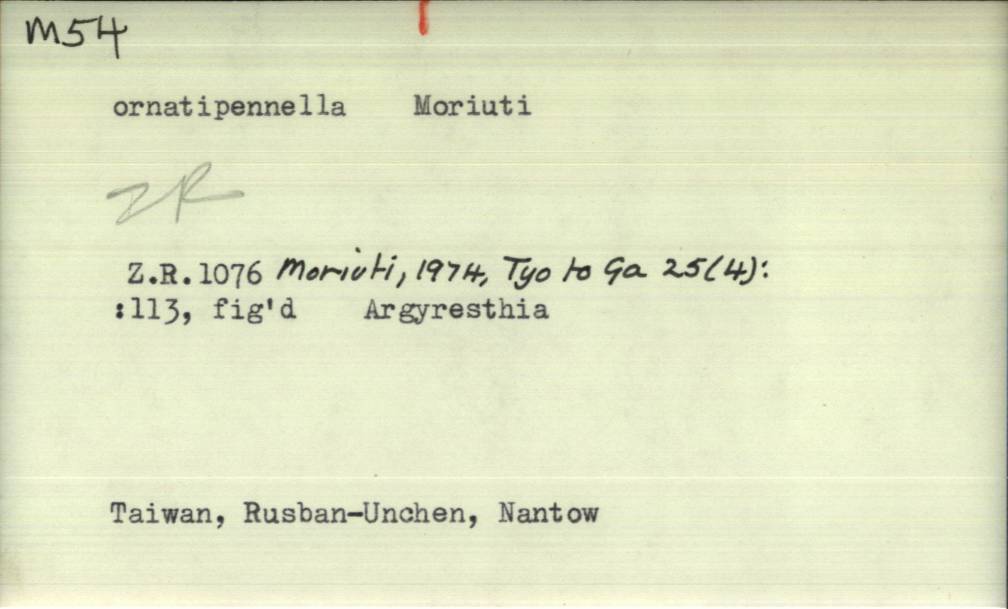 M54
ornatipennella Moriuti
ZR
Z.R.1076 Moriuti, 1974, Tyo to Ga 25(4):
:113, fig'd Argyresthia
Taiwan, Rusban-Unchen, Nantow